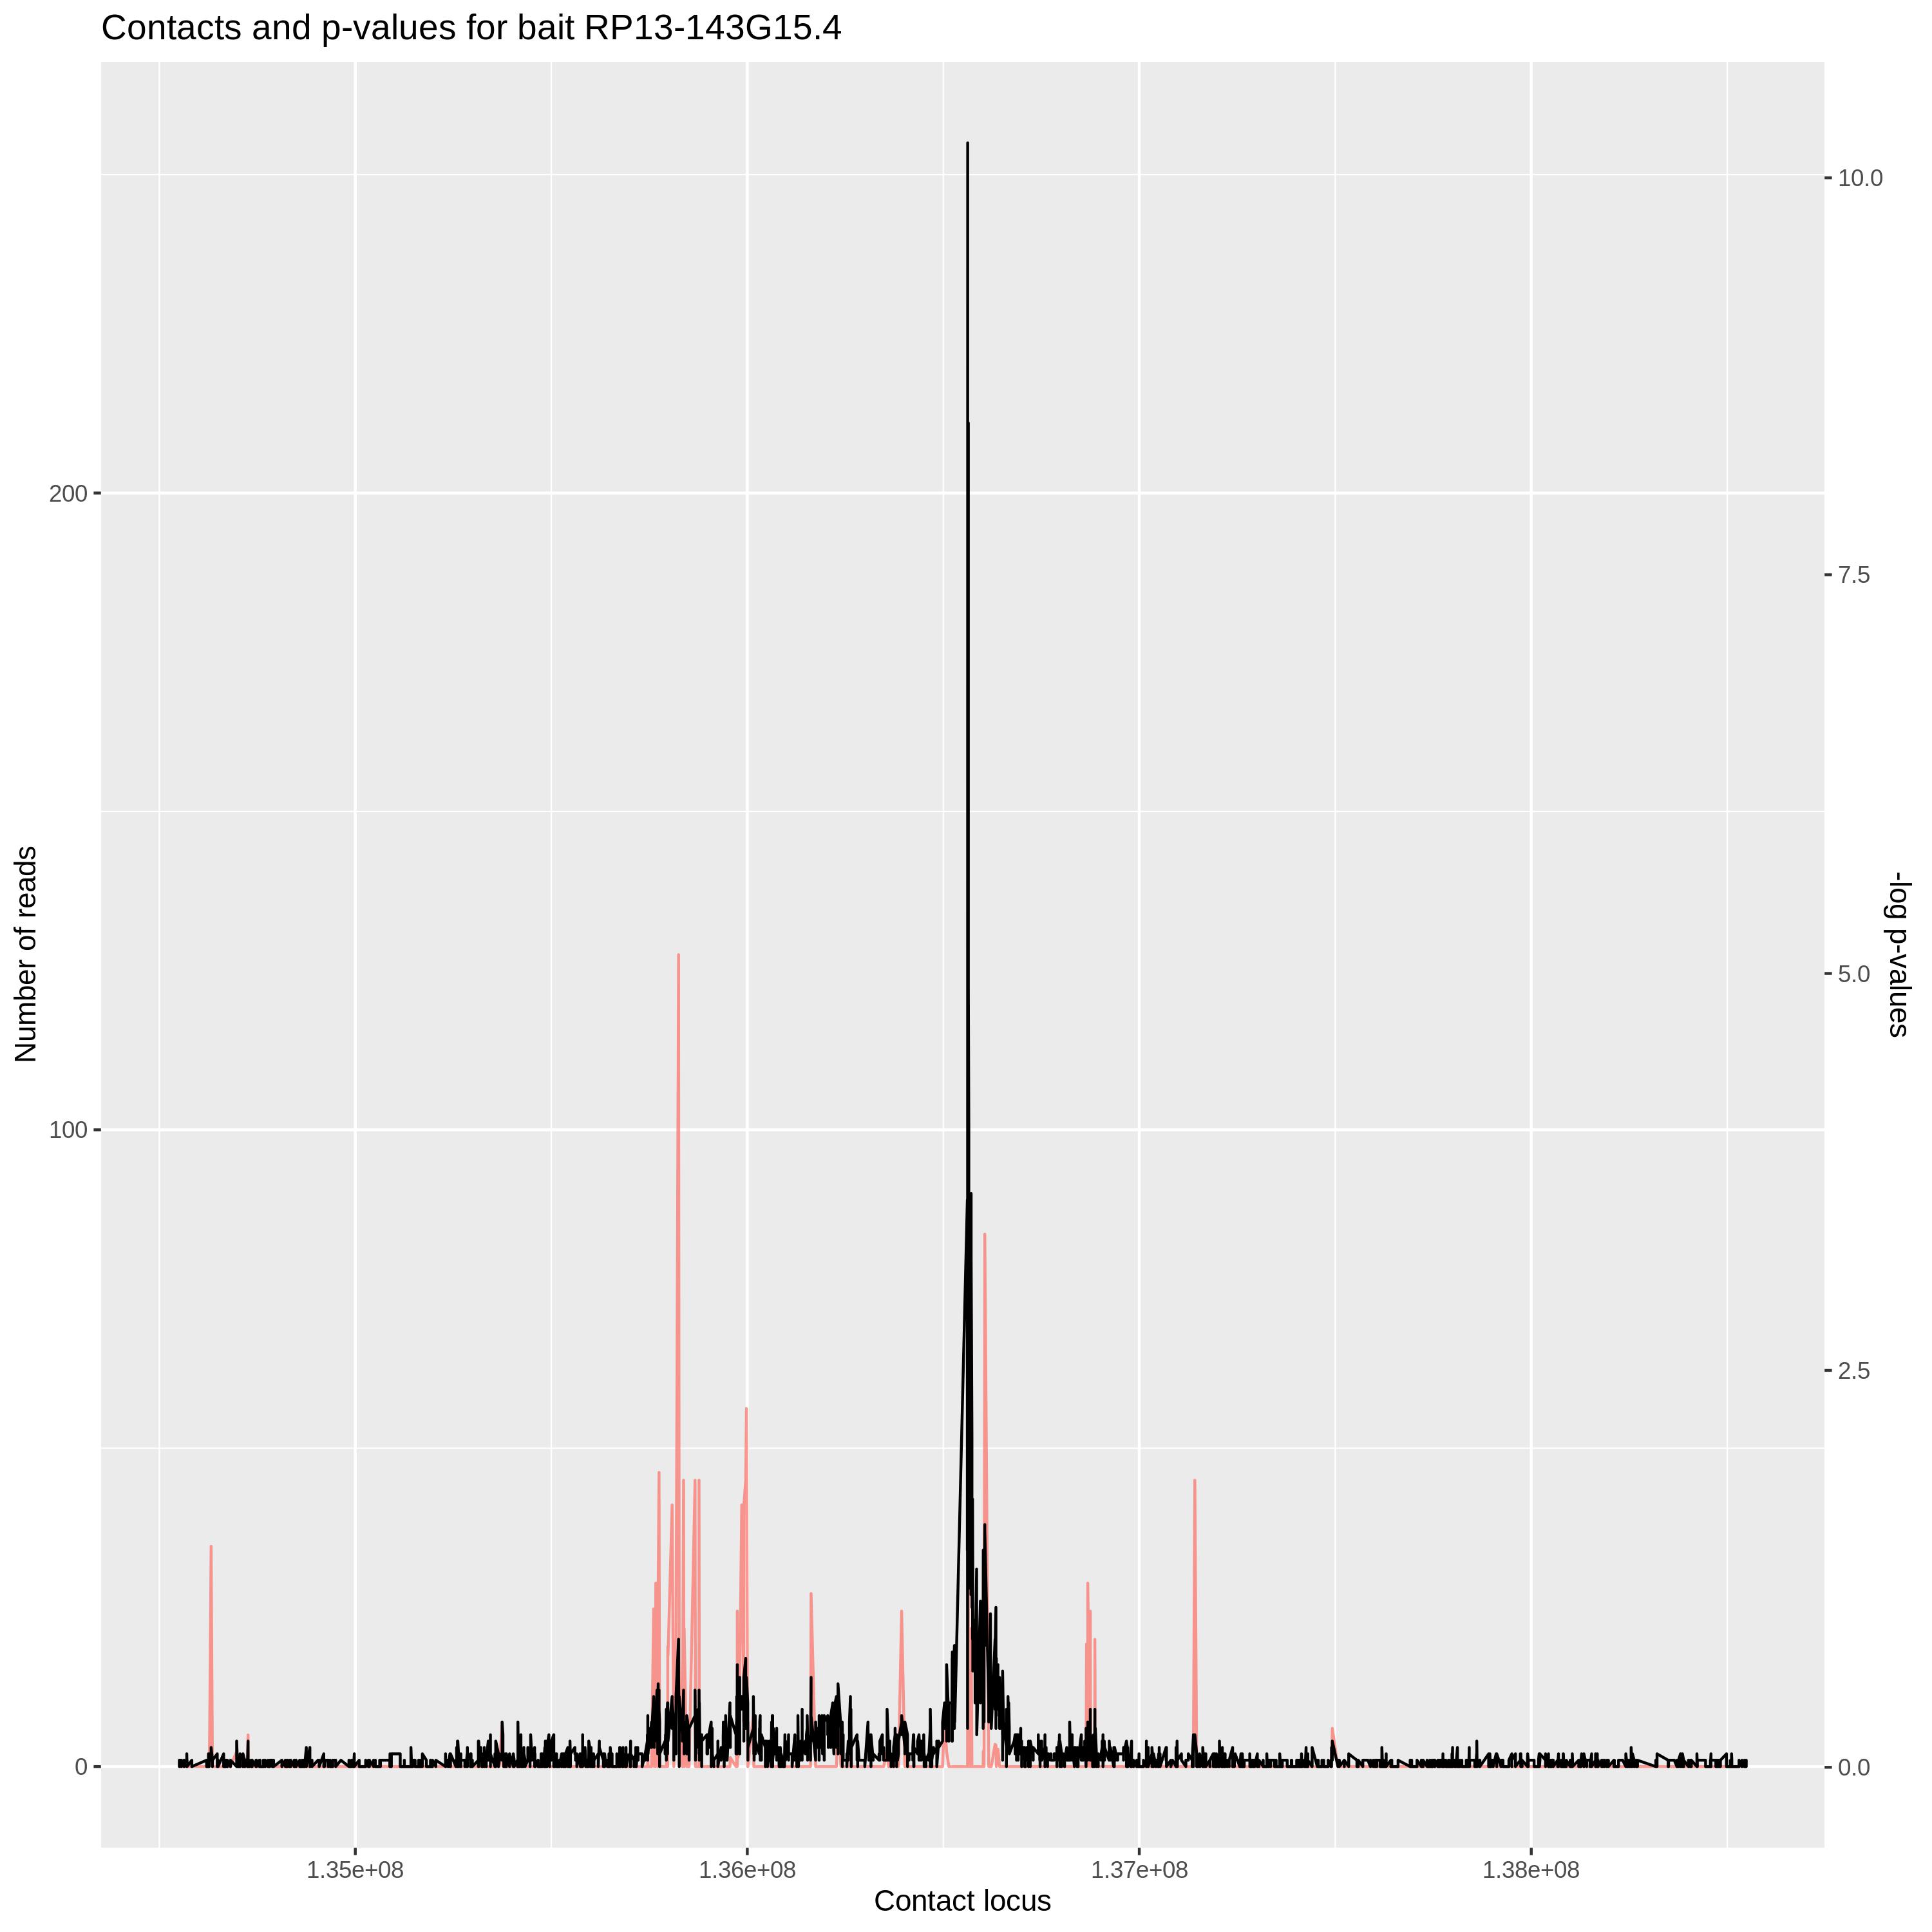 Contacts and p-values for bait RP13-143G15.4
Number of reads
200
100
0
10.0
7.5
5.0
2.5
0.0
-log p-values
1.35e+08 1.36e+08 1.37e+08 1.38e+08
Contact locus